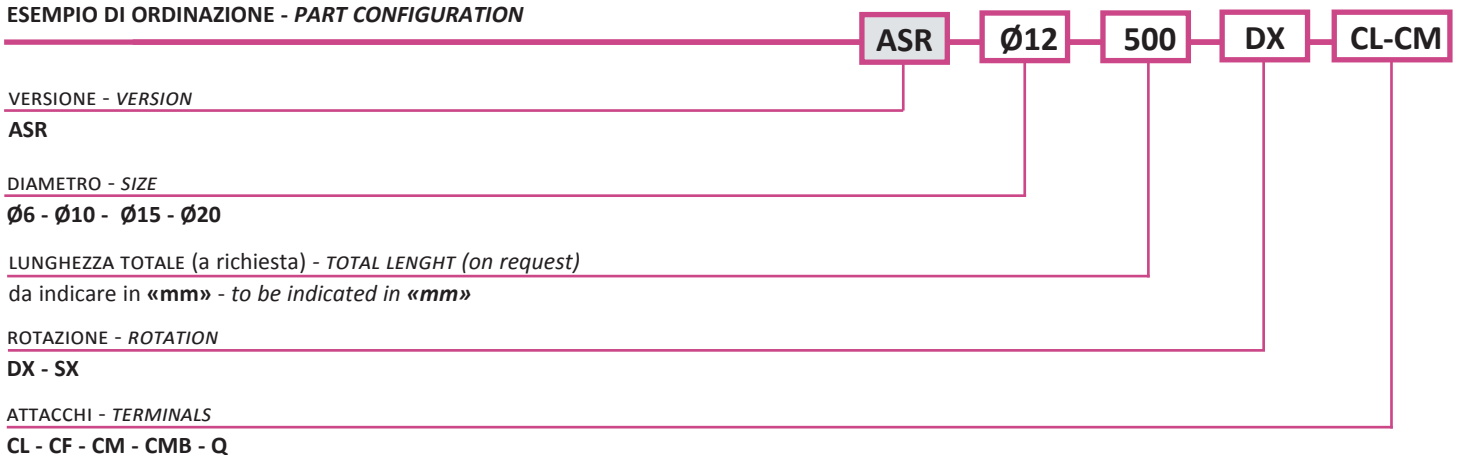 ESEMPIO DI ORDINAZIONE - PART CONFIGURATION
ASR Ø12 500 DX CL-CM
VERSIONE - VERSION
ASR
DIAMETRO - SIZE
Ø6 - Ø10 - Ø15 - Ø20
LUNGHEZZA TOTALE (a richiesta) - TOTAL LENGHT (on request)
da indicare in «mm» - to be indicated in «mm»
ROTAZIONE - ROTATION
DX - SX
ATTACCHI - TERMINALS
CL - CF - CM - CMB - Q